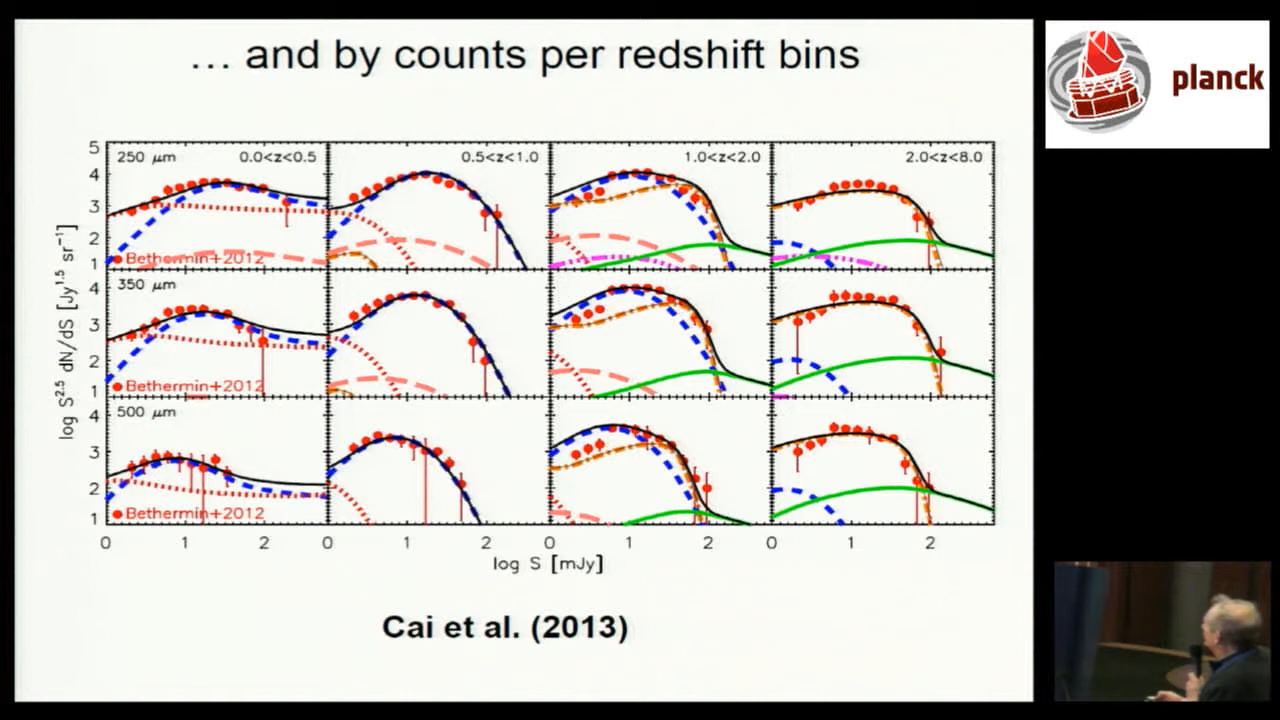 … and by counts per redshift bins
planck
5
250 μm
0.0<z<0.5
0.5<z<1.0
1.0<z<2.0
2.0<z<8.0
4
3
2
1
Bethermin+2012
350 μm
4
3
2
1
Bethermin+2012
500 μm
4
3
2
1
Bethermin+2012
log S²·⁵ dN/dS [Jy¹·⁵ sr⁻¹]
0 1 2 0 1 2 0 1 2 0 1 2
log S [mJy]
Cai et al. (2013)